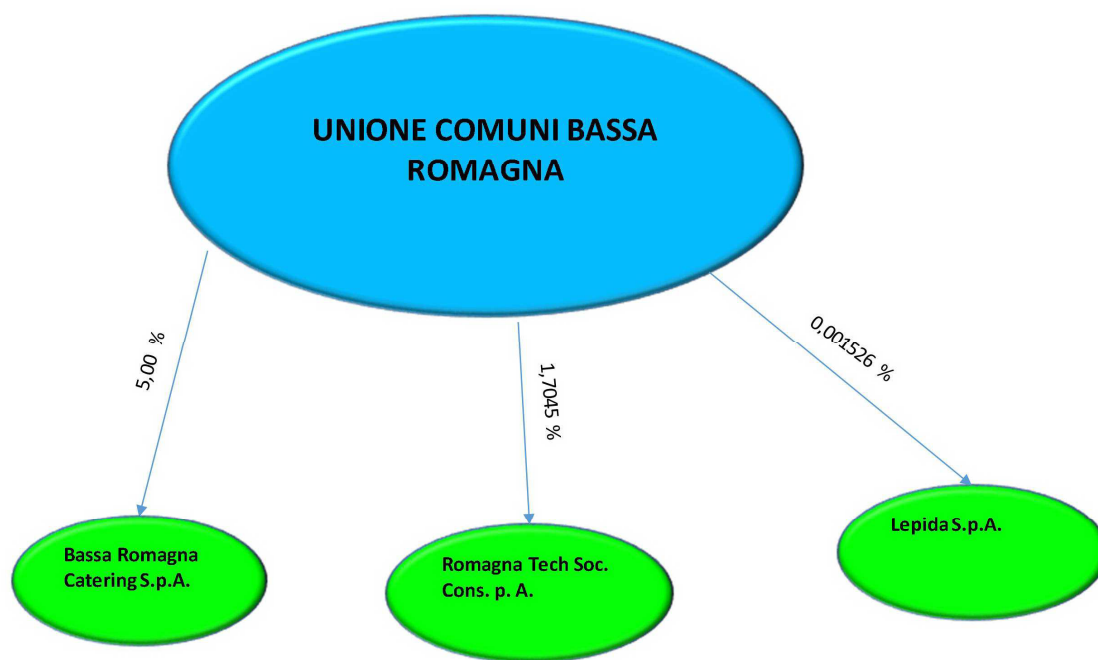 UNIONE COMUNI BASSA
ROMAGNA
5,00 %
1,7045 %
0,001526 %
Bassa Romagna
Catering S.p.A.
Romagna Tech Soc.
Cons. p. A.
Lepida S.p.A.